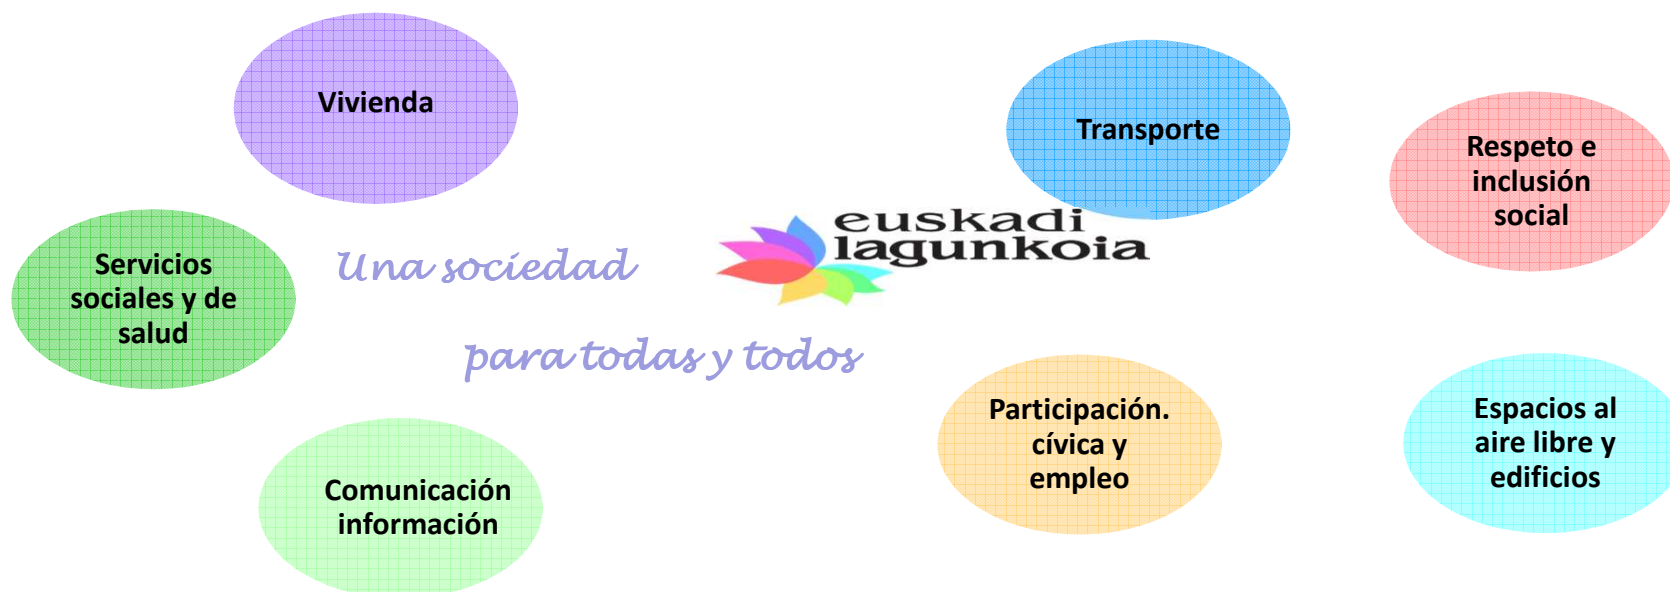 Vivienda
Transporte
Respeto e
inclusión
social
euskadi
lagunkoia
Servicios
sociales y de
salud
Una sociedad
para todas y todos
Participación.
cívica y
empleo
Espacios al
aire libre y
edificios
Comunicación
información